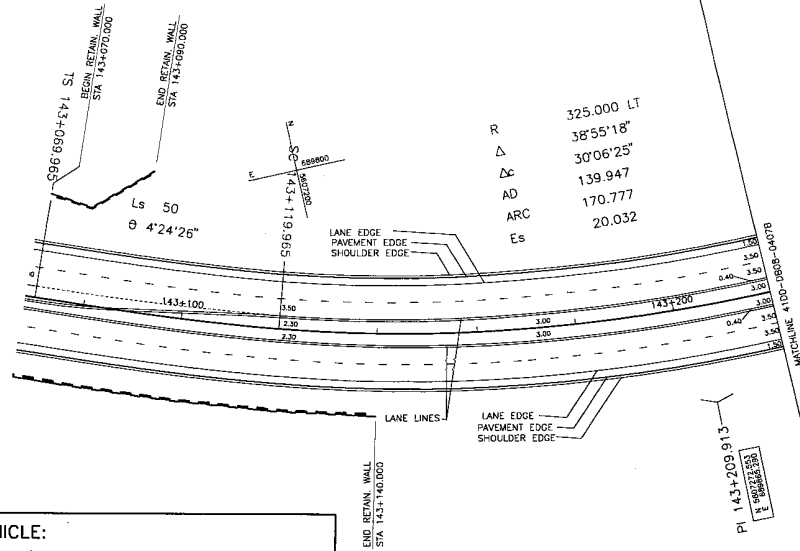 BEGIN RETAIN. WALL
STA 143+070.000
TS 143+069.965
END RETAIN. WALL
STA 143+090.000
Ls 50
θ 4°24'26"
N
E
689800
5607200
SC 143+119.965
R 325.000 LT
Δ 38°55'18"
Δc 30°06'25"
AD 139.947
ARC 170.777
Es 20.032
LANE EDGE
PAVEMENT EDGE
SHOULDER EDGE
143+100
3.50
2.30
2.30
3.00
3.00
143+200
1.50
3.50
3.50
0.40
3.00
3.00
0.40
3.50
3.50
1.50
MATCHLINE 41D0-DB0B-0407B
LANE LINES
LANE EDGE
PAVEMENT EDGE
SHOULDER EDGE
END RETAIN. WALL
STA 143+140.000
PI 143+209.913
HICLE: